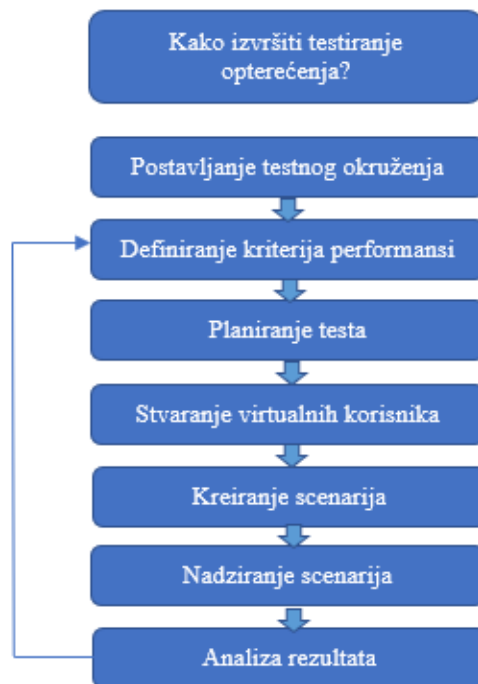 Kako izvršiti testiranje
opterećenja?
Postavljanje testnog okruženja
Definiranje kriterija performansi
Planiranje testa
Stvaranje virtualnih korisnika
Kreiranje scenarija
Nadziranje scenarija
Analiza rezultata